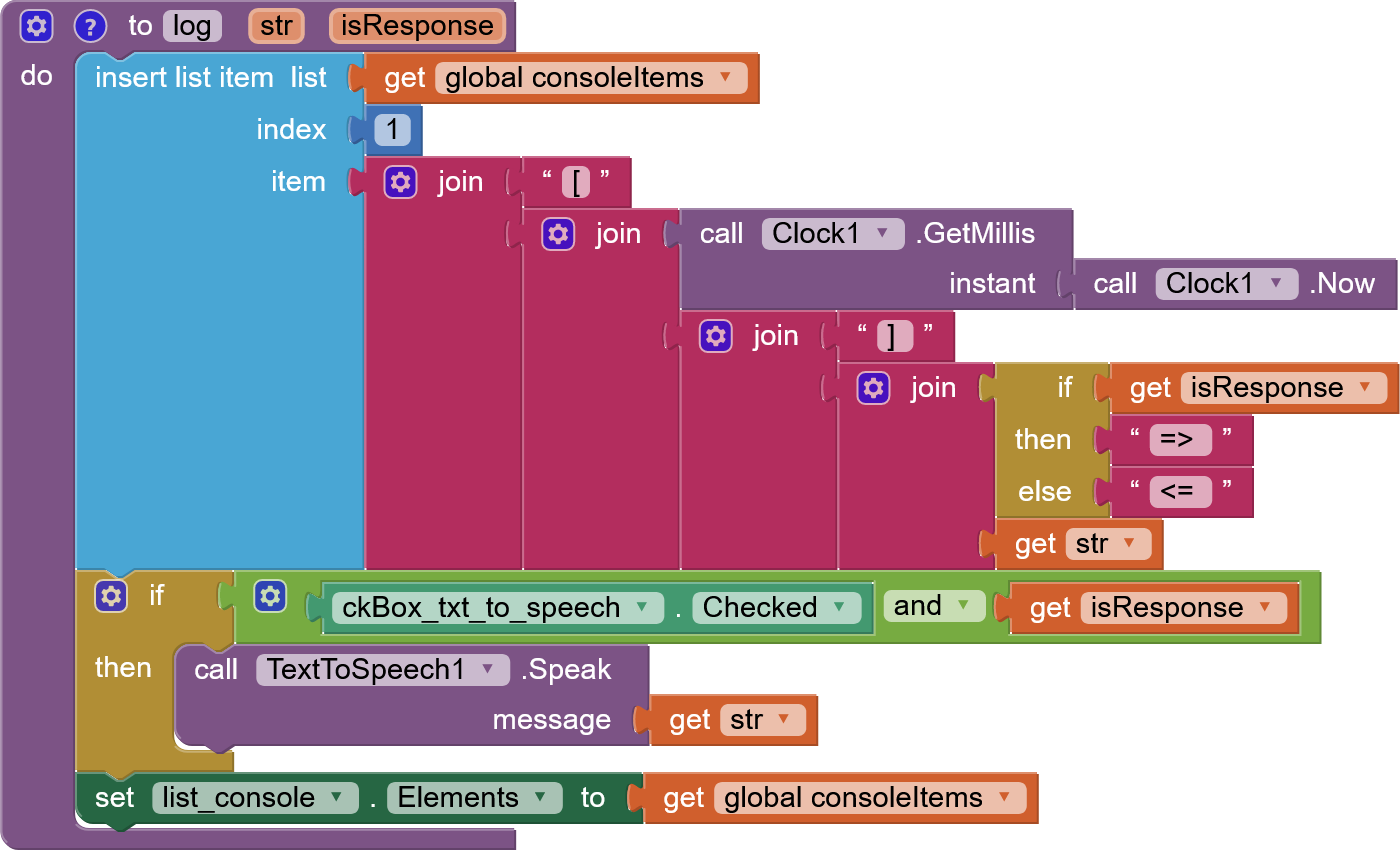 ? to log str isResponse
do insert list item list get global consoleItems
index 1
item join “ [ ”
join call Clock1 .GetMillis
instant call Clock1 .Now
join “ ] ”
join if get isResponse
then “ => ”
else “ <= ”
get str
if ckBox_txt_to_speech . Checked and get isResponse
then call TextToSpeech1 .Speak
message get str
set list_console . Elements to get global consoleItems